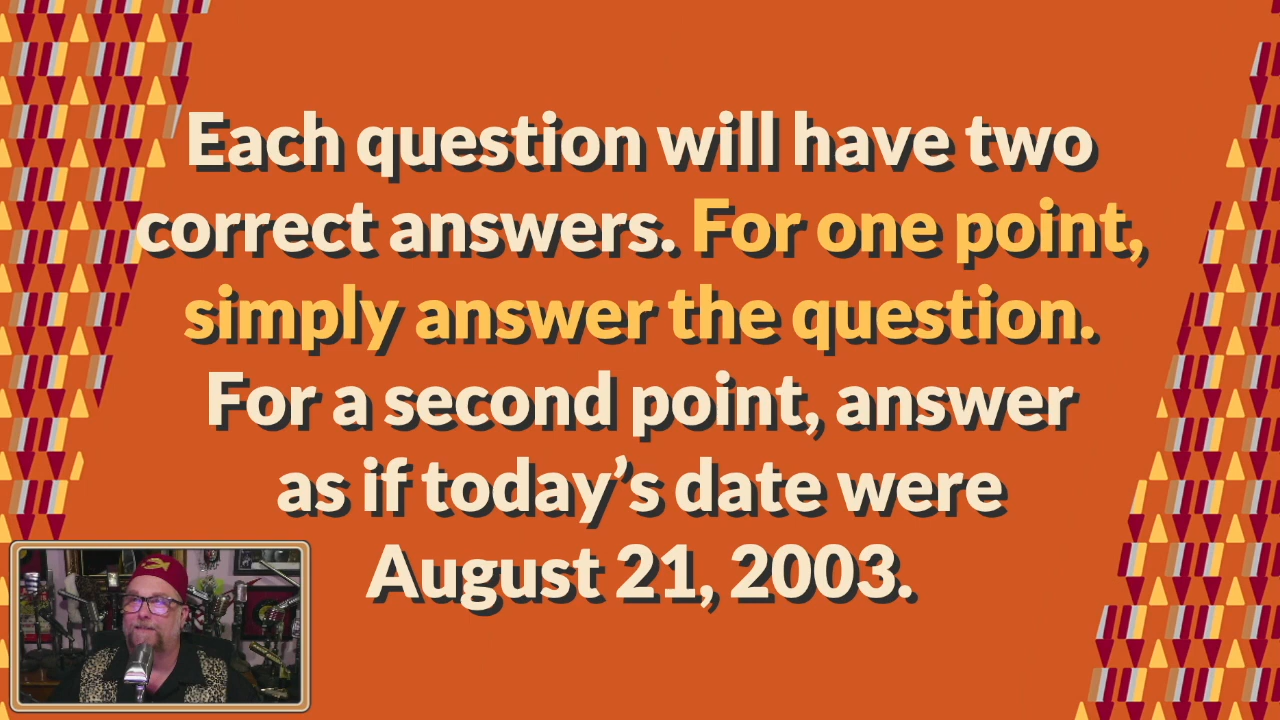 Each question will have two
correct answers. For one point,
simply answer the question.
For a second point, answer
as if today’s date were
August 21, 2003.